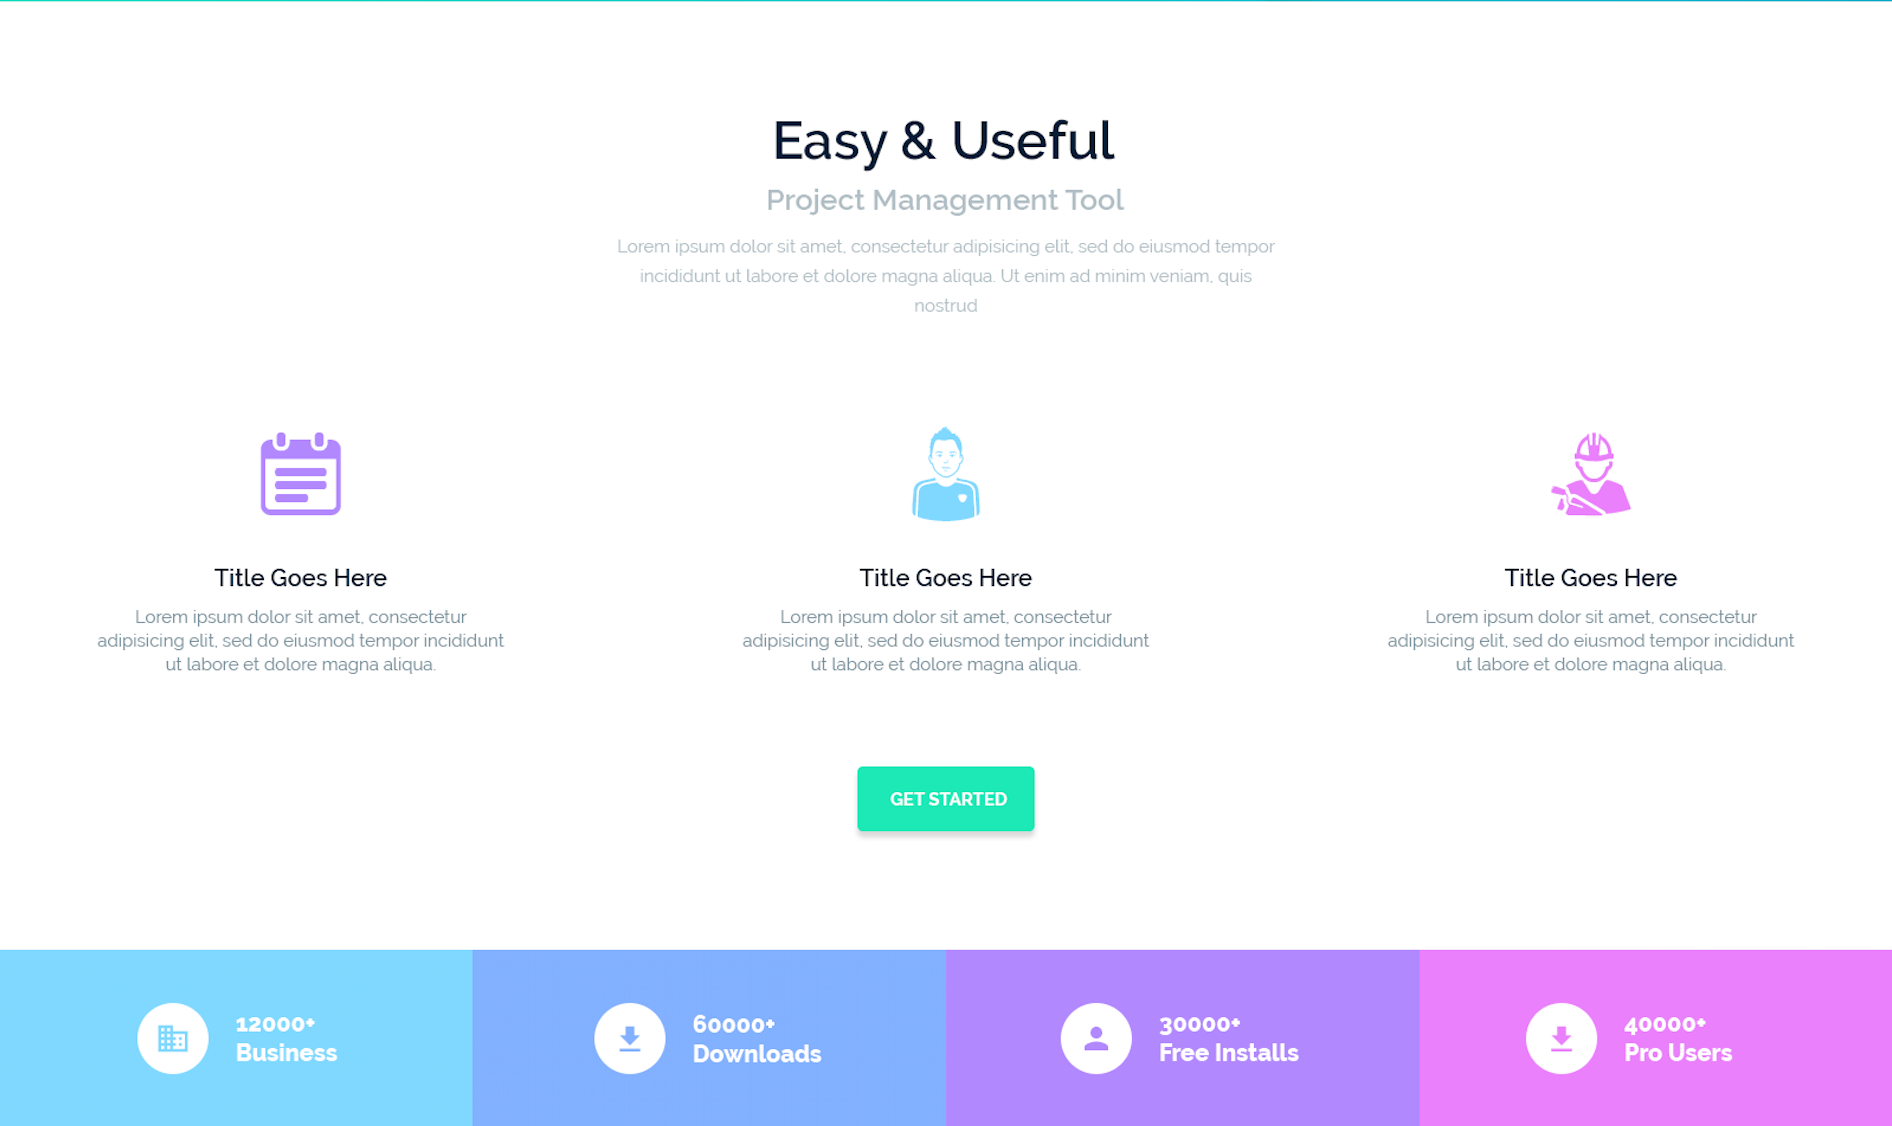 Easy & Useful
Project Management Tool
Lorem ipsum dolor sit amet, consectetur adipisicing elit, sed do eiusmod tempor
incididunt ut labore et dolore magna aliqua. Ut enim ad minim veniam, quis
nostrud
Title Goes Here
Lorem ipsum dolor sit amet, consectetur
adipisicing elit, sed do eiusmod tempor incididunt
ut labore et dolore magna aliqua.
Title Goes Here
Lorem ipsum dolor sit amet, consectetur
adipisicing elit, sed do eiusmod tempor incididunt
ut labore et dolore magna aliqua.
Title Goes Here
Lorem ipsum dolor sit amet, consectetur
adipisicing elit, sed do eiusmod tempor incididunt
ut labore et dolore magna aliqua.
GET STARTED
12000+
Business
60000+
Downloads
30000+
Free Installs
40000+
Pro Users